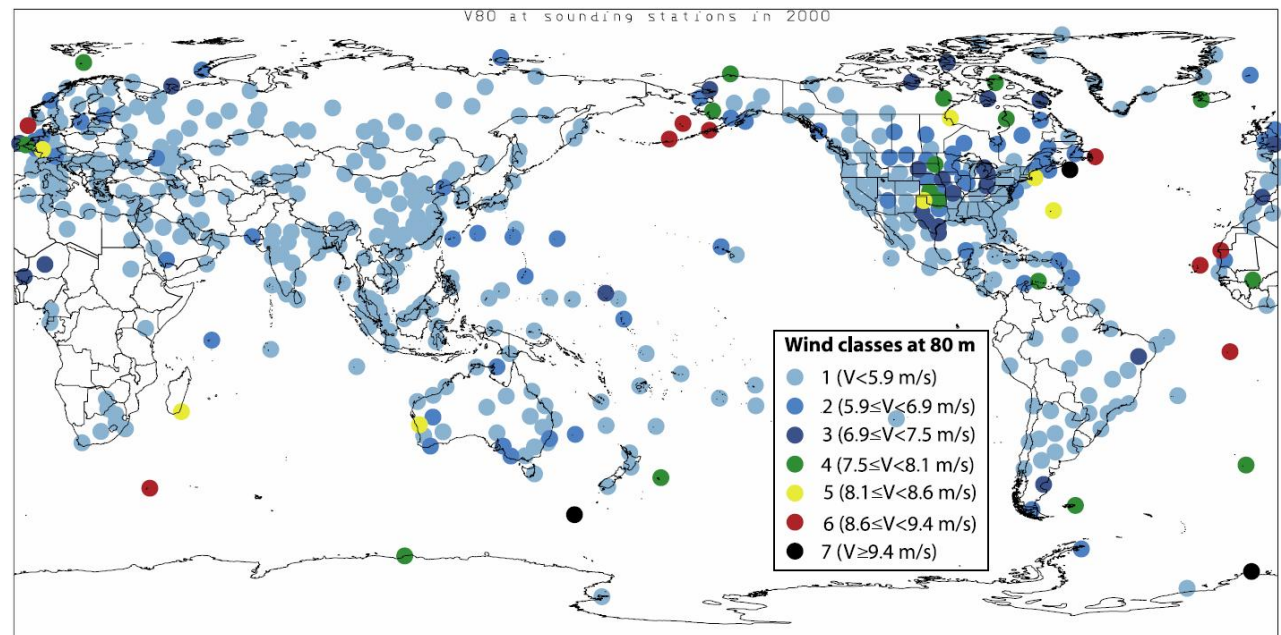 V80 at sounding stations in 2000
Wind classes at 80 m
1 (V<5.9 m/s)
2 (5.9≤V<6.9 m/s)
3 (6.9≤V<7.5 m/s)
4 (7.5≤V<8.1 m/s)
5 (8.1≤V<8.6 m/s)
6 (8.6≤V<9.4 m/s)
7 (V≥9.4 m/s)